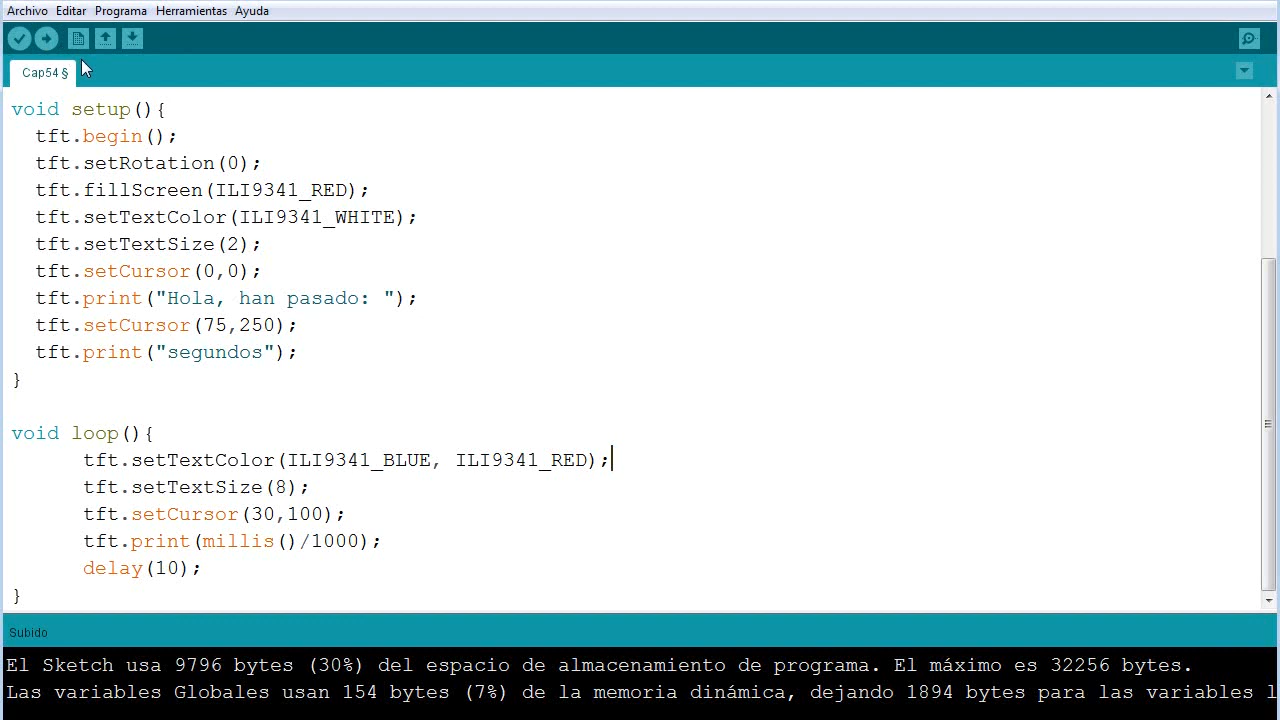 Archivo Editar Programa Herramientas Ayuda
Cap54 §
void setup(){
tft.begin();
tft.setRotation(0);
tft.fillScreen(ILI9341_RED);
tft.setTextColor(ILI9341_WHITE);
tft.setTextSize(2);
tft.setCursor(0,0);
tft.print("Hola, han pasado: ");
tft.setCursor(75,250);
tft.print("segundos");
}
void loop(){
tft.setTextColor(ILI9341_BLUE, ILI9341_RED);
tft.setTextSize(8);
tft.setCursor(30,100);
tft.print(millis()/1000);
delay(10);
}
Subido
El Sketch usa 9796 bytes (30%) del espacio de almacenamiento de programa. El máximo es 32256 bytes.
Las variables Globales usan 154 bytes (7%) de la memoria dinámica, dejando 1894 bytes para las variables l